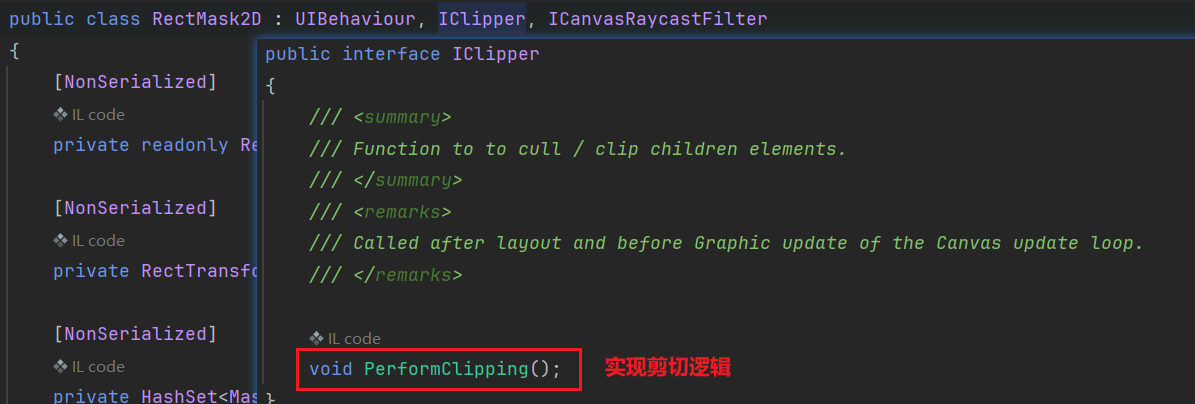 public class RectMask2D : UIBehaviour, IClipper, ICanvasRaycastFilter
{
[NonSerialized]
IL code
private readonly Re
[NonSerialized]
IL code
private RectTransfo
[NonSerialized]
IL code
private HashSet<Mas
public interface IClipper
{
/// <summary>
/// Function to to cull / clip children elements.
/// </summary>
/// <remarks>
/// Called after layout and before Graphic update of the Canvas update loop.
/// </remarks>
IL code
void PerformClipping(); 实现剪切逻辑
}